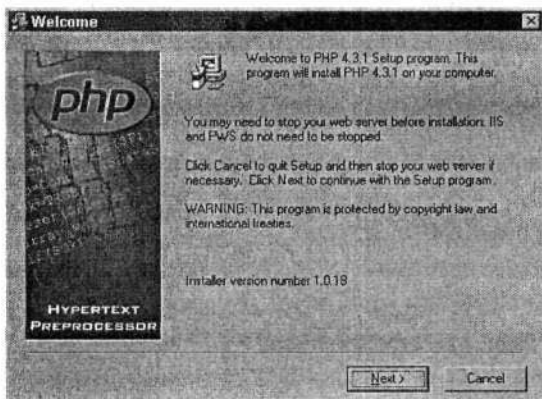 Welcome
php
Welcome to PHP 4.3.1 Setup program. This
program will install PHP 4.3.1 on your computer.
You may need to stop your web server before installation. IIS
and PWS do not need to be stopped.
Click Cancel to quit Setup and then stop your web server if
necessary. Click Next to continue with the Setup program.
WARNING: This program is protected by copyright law and
international treaties.
Installer version number 1.0.18
HYPERTEXT
PREPROCESSOR
Next >
Cancel